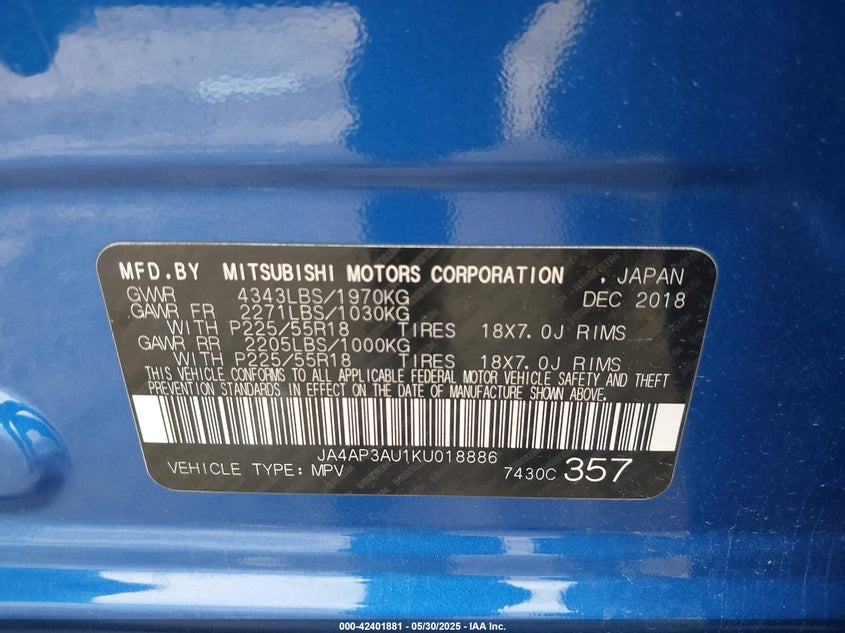 MFD.BY MITSUBISHI MOTORS CORPORATION , JAPAN
GVWR 4343LBS/1970KG DEC 2018
GAWR FR 2271LBS/1030KG
WITH P225/55R18 TIRES 18X7.0J RIMS
GAWR RR 2205LBS/1000KG
WITH P225/55R18 TIRES 18X7.0J RIMS
THIS VEHICLE CONFORMS TO ALL APPLICABLE FEDERAL MOTOR VEHICLE SAFETY AND THEFT
PREVENTION STANDARDS IN EFFECT ON THE DATE OF MANUFACTURE SHOWN ABOVE.
JA4AP3AU1KU018886
VEHICLE TYPE: MPV 7430C 357
000-42401881 - 05/30/2025 - IAA Inc.